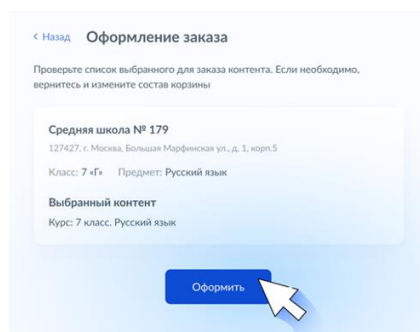 < Назад Оформление заказа
Проверьте список выбранного для заказа контента. Если необходимо,
вернитесь и измените состав корзины
Средняя школа № 179
127427, г. Москва, Большая Марфинская ул., д. 1, корп.5
Класс: 7 «Г» Предмет: Русский язык
Выбранный контент
Курс: 7 класс. Русский язык
Оформить